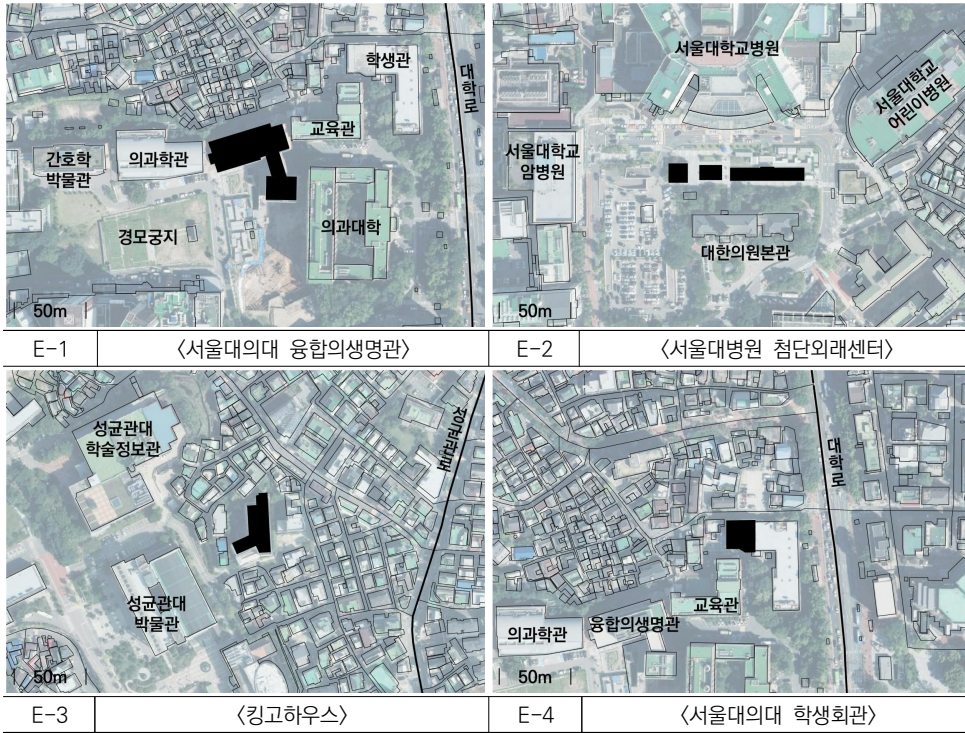 학생관
대학로
교육관
간호학
박물관
의과학관
경모궁지
의과대학
50m
서울대학교병원
서울대학교
어린이병원
서울대학교
암병원
대한의원본관
50m
E-1
〈서울대의대 융합의생명관〉
E-2
〈서울대병원 첨단외래센터〉
성균관대
학술정보관
성균관로
성균관대
박물관
50m
대학로
교육관
의과학관
융합의생명관
50m
E-3
〈킹고하우스〉
E-4
〈서울대의대 학생회관〉